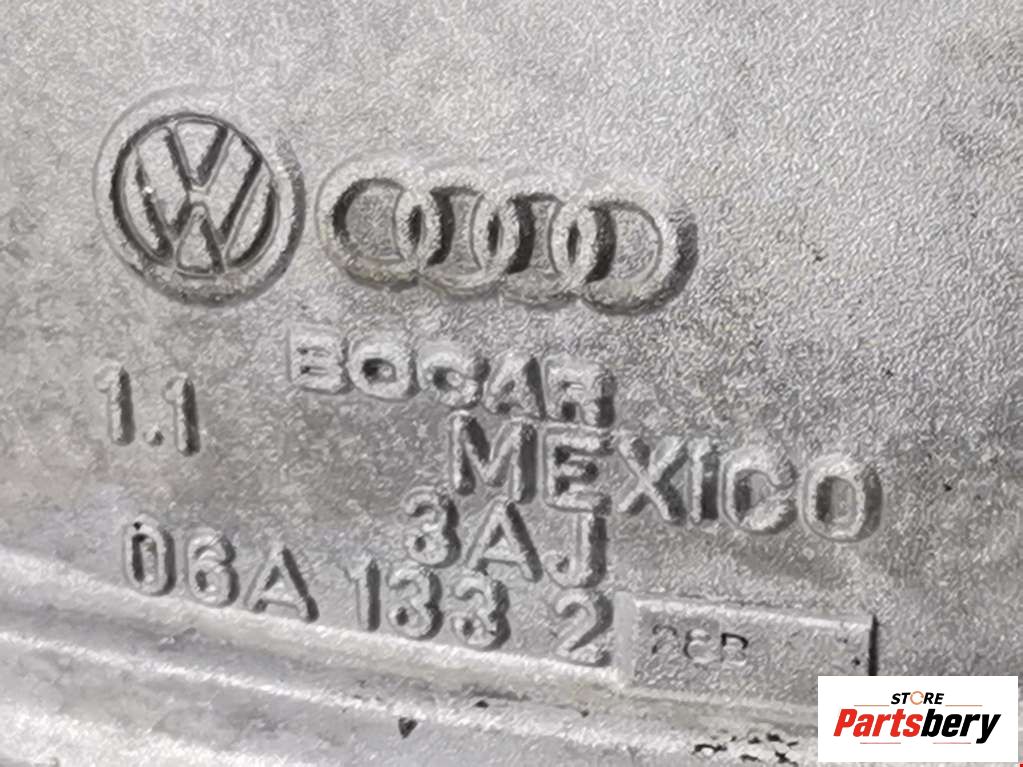 BOCAR
1.1
MEXICO
3AJ
06A 133 2
STORE
Partsbery